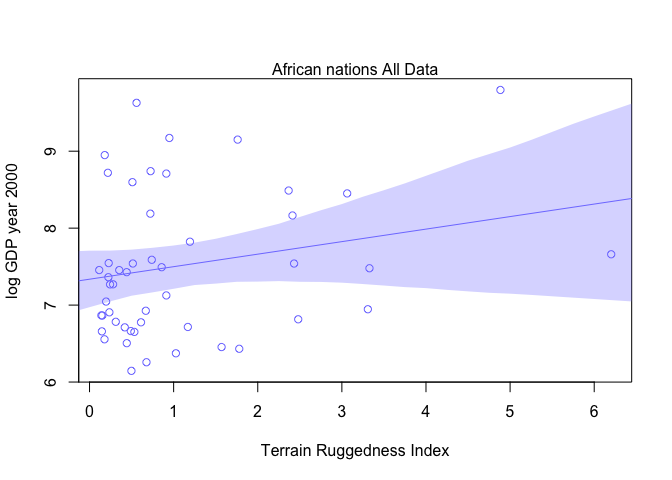 African nations All Data
log GDP year 2000
9
8
7
6
0 1 2 3 4 5 6
Terrain Ruggedness Index